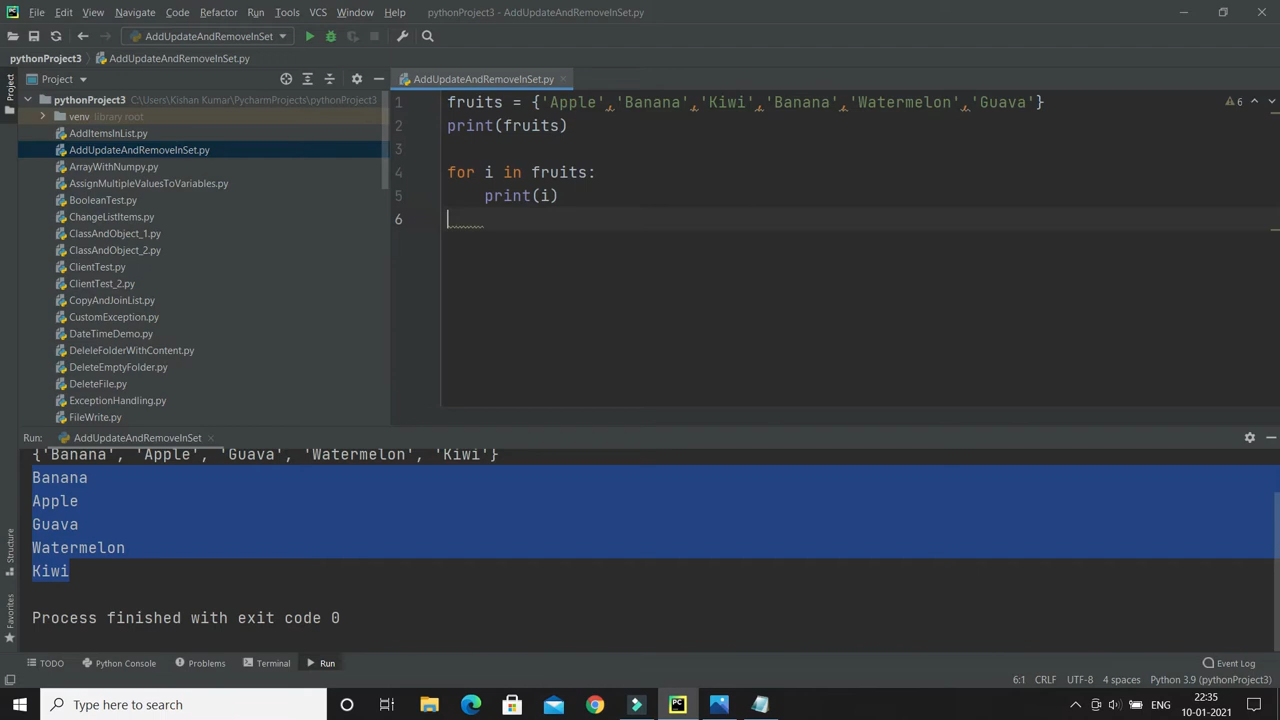 File Edit View Navigate Code Refactor Run Tools VCS Window Help pythonProject3 - AddUpdateAndRemoveInSet.py
AddUpdateAndRemoveInSet
pythonProject3 AddUpdateAndRemoveInSet.py
Project
Project
AddUpdateAndRemoveInSet.py
pythonProject3 C:\Users\Kishan Kumar\PycharmProjects\pythonProject3
venv library root
AddItemsInList.py
AddUpdateAndRemoveInSet.py
ArrayWithNumpy.py
AssignMultipleValuesToVariables.py
BooleanTest.py
ChangeListItems.py
ClassAndObject_1.py
ClassAndObject_2.py
ClientTest.py
ClientTest_2.py
CopyAndJoinList.py
CustomException.py
DateTimeDemo.py
DeleleFolderWithContent.py
DeleteEmptyFolder.py
DeleteFile.py
ExceptionHandling.py
FileWrite.py
1 fruits = {'Apple','Banana','Kiwi','Banana','Watermelon','Guava'}
2 print(fruits)
3
4 for i in fruits:
5 print(i)
6
6
Run: AddUpdateAndRemoveInSet
{'Banana', 'Apple', 'Guava', 'Watermelon', 'Kiwi'}
Banana
Apple
Guava
Watermelon
Kiwi
Process finished with exit code 0
Structure
Favorites
TODO Python Console Problems Terminal Run Event Log
6:1 CRLF UTF-8 4 spaces Python 3.9 (pythonProject3)
Type here to search
ENG
22:35
10-01-2021